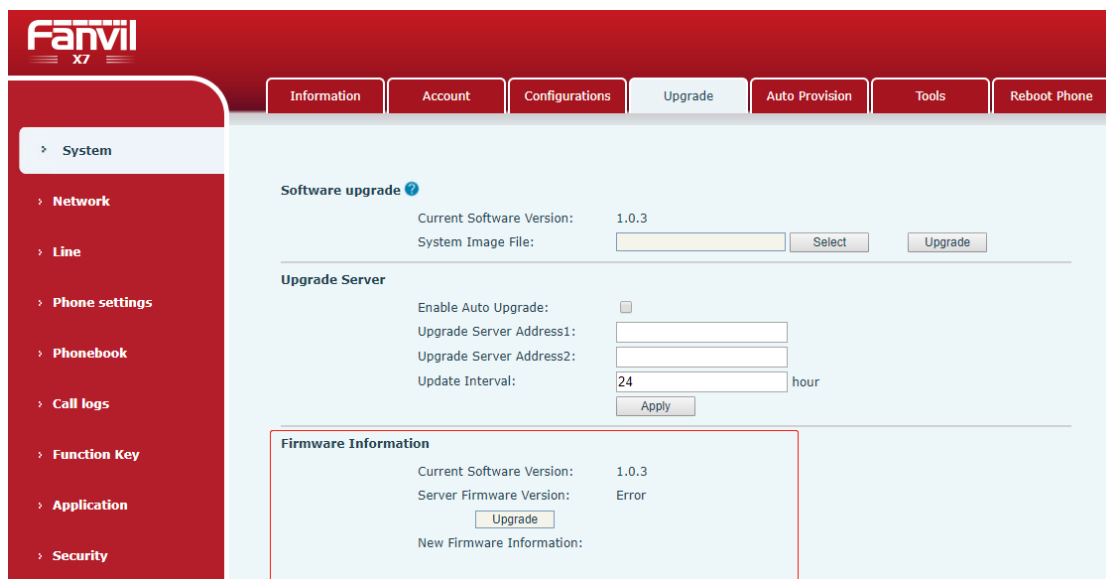 Fanvil
X7
Information Account Configurations Upgrade Auto Provision Tools Reboot Phone
› System
› Network
› Line
› Phone settings
› Phonebook
› Call logs
› Function Key
› Application
› Security
Software upgrade ?
Current Software Version: 1.0.3
System Image File: Select Upgrade
Upgrade Server
Enable Auto Upgrade:
Upgrade Server Address1:
Upgrade Server Address2:
Update Interval: 24 hour
Apply
Firmware Information
Current Software Version: 1.0.3
Server Firmware Version: Error
Upgrade
New Firmware Information: